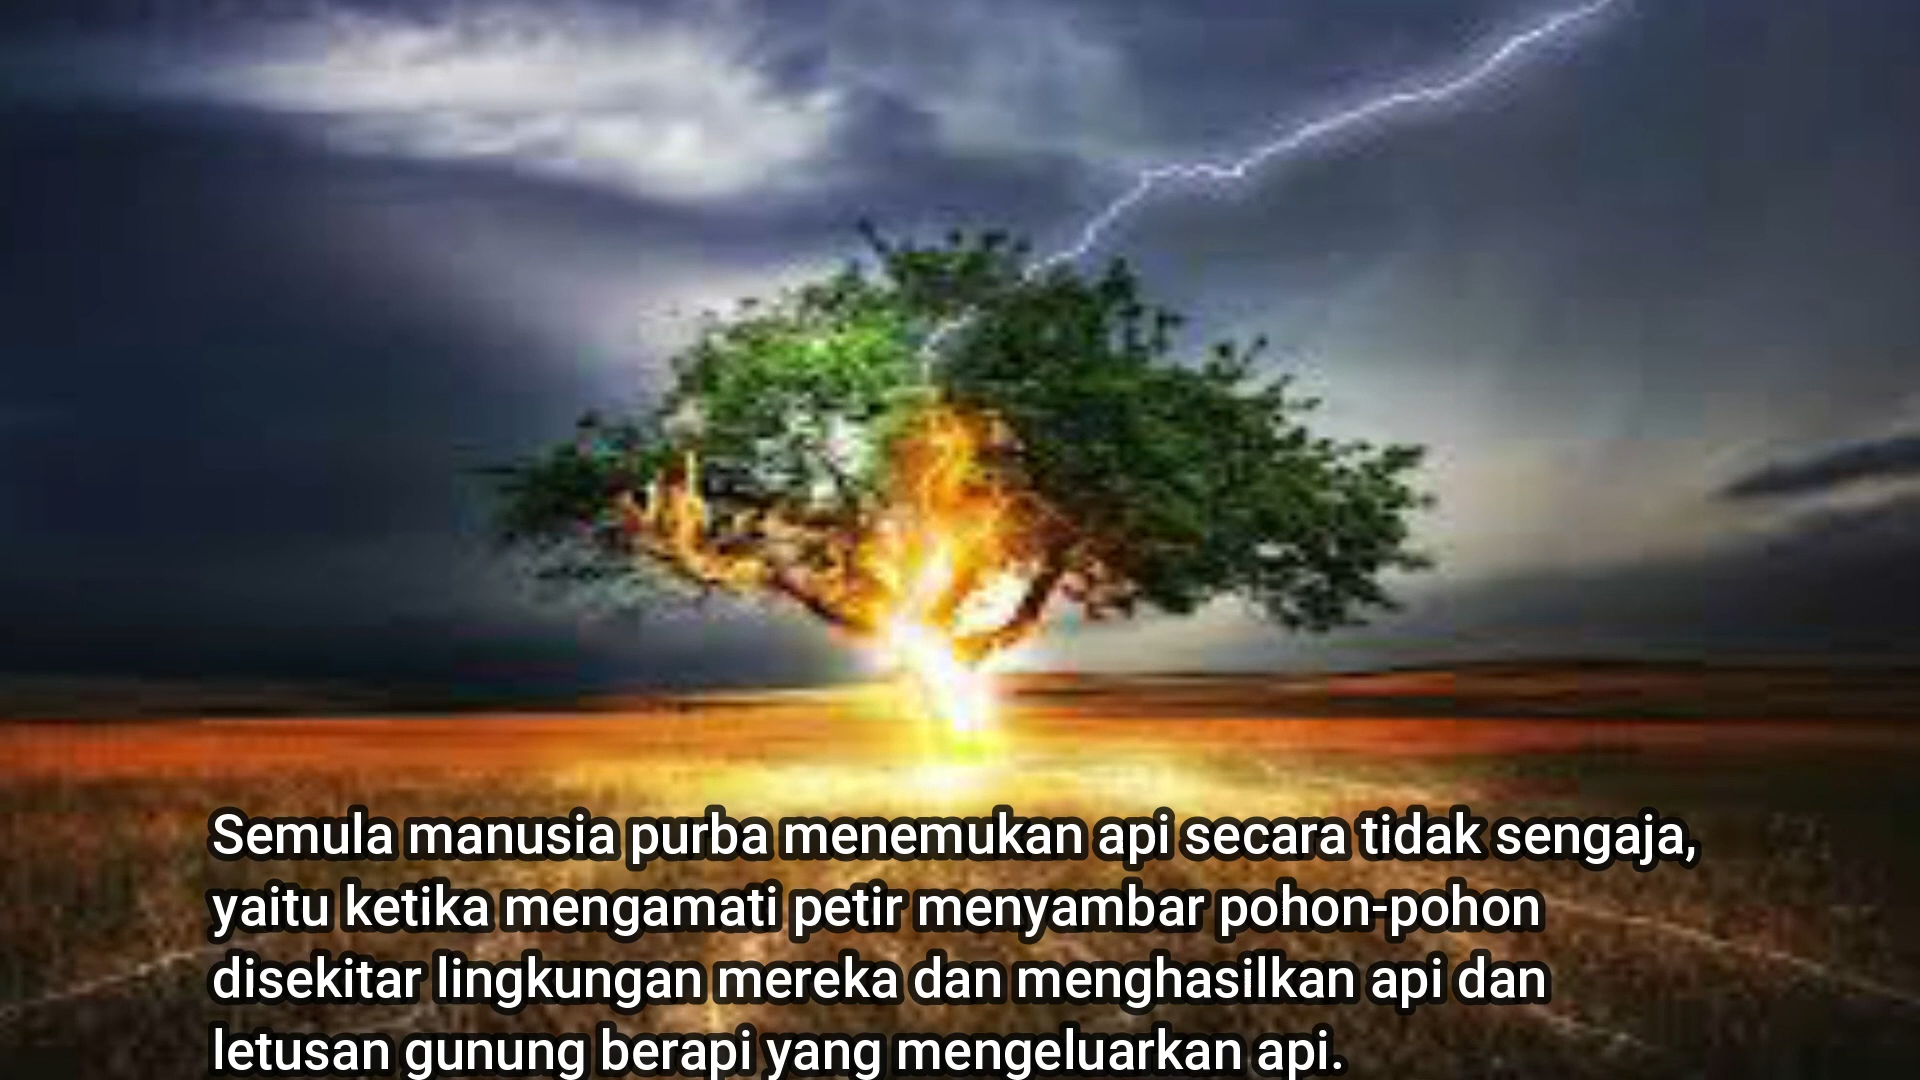 Semula manusia purba menemukan api secara tidak sengaja,
yaitu ketika mengamati petir menyambar pohon-pohon
disekitar lingkungan mereka dan menghasilkan api dan
letusan gunung berapi yang mengeluarkan api.